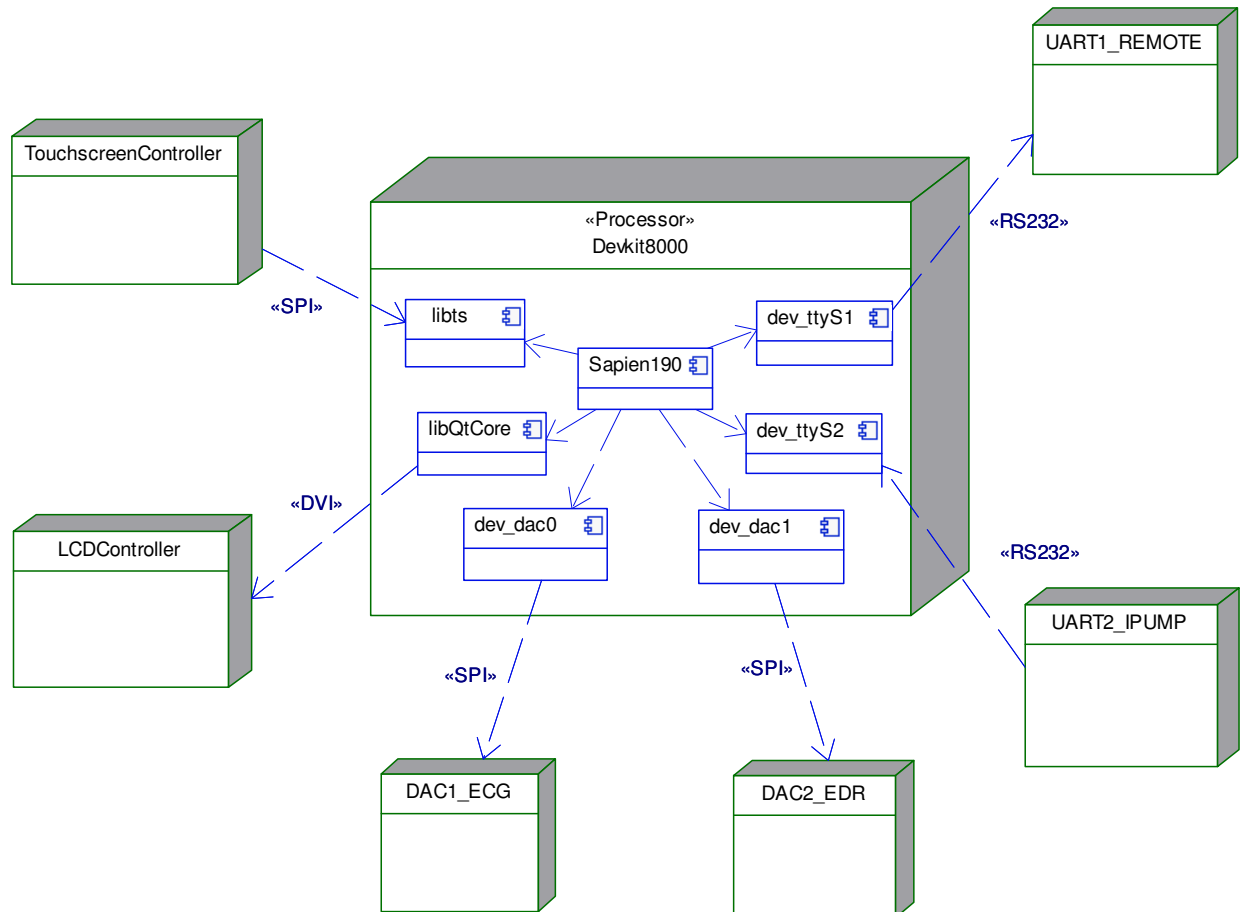 UART1_REMOTE
TouchscreenController
«Processor»
Devkit8000
«RS232»
«SPI»
libts
dev_ttyS1
Sapien190
libQtCore
dev_ttyS2
«DVI»
dev_dac0
dev_dac1
LCDController
«RS232»
UART2_IPUMP
«SPI»
«SPI»
DAC1_ECG
DAC2_EDR